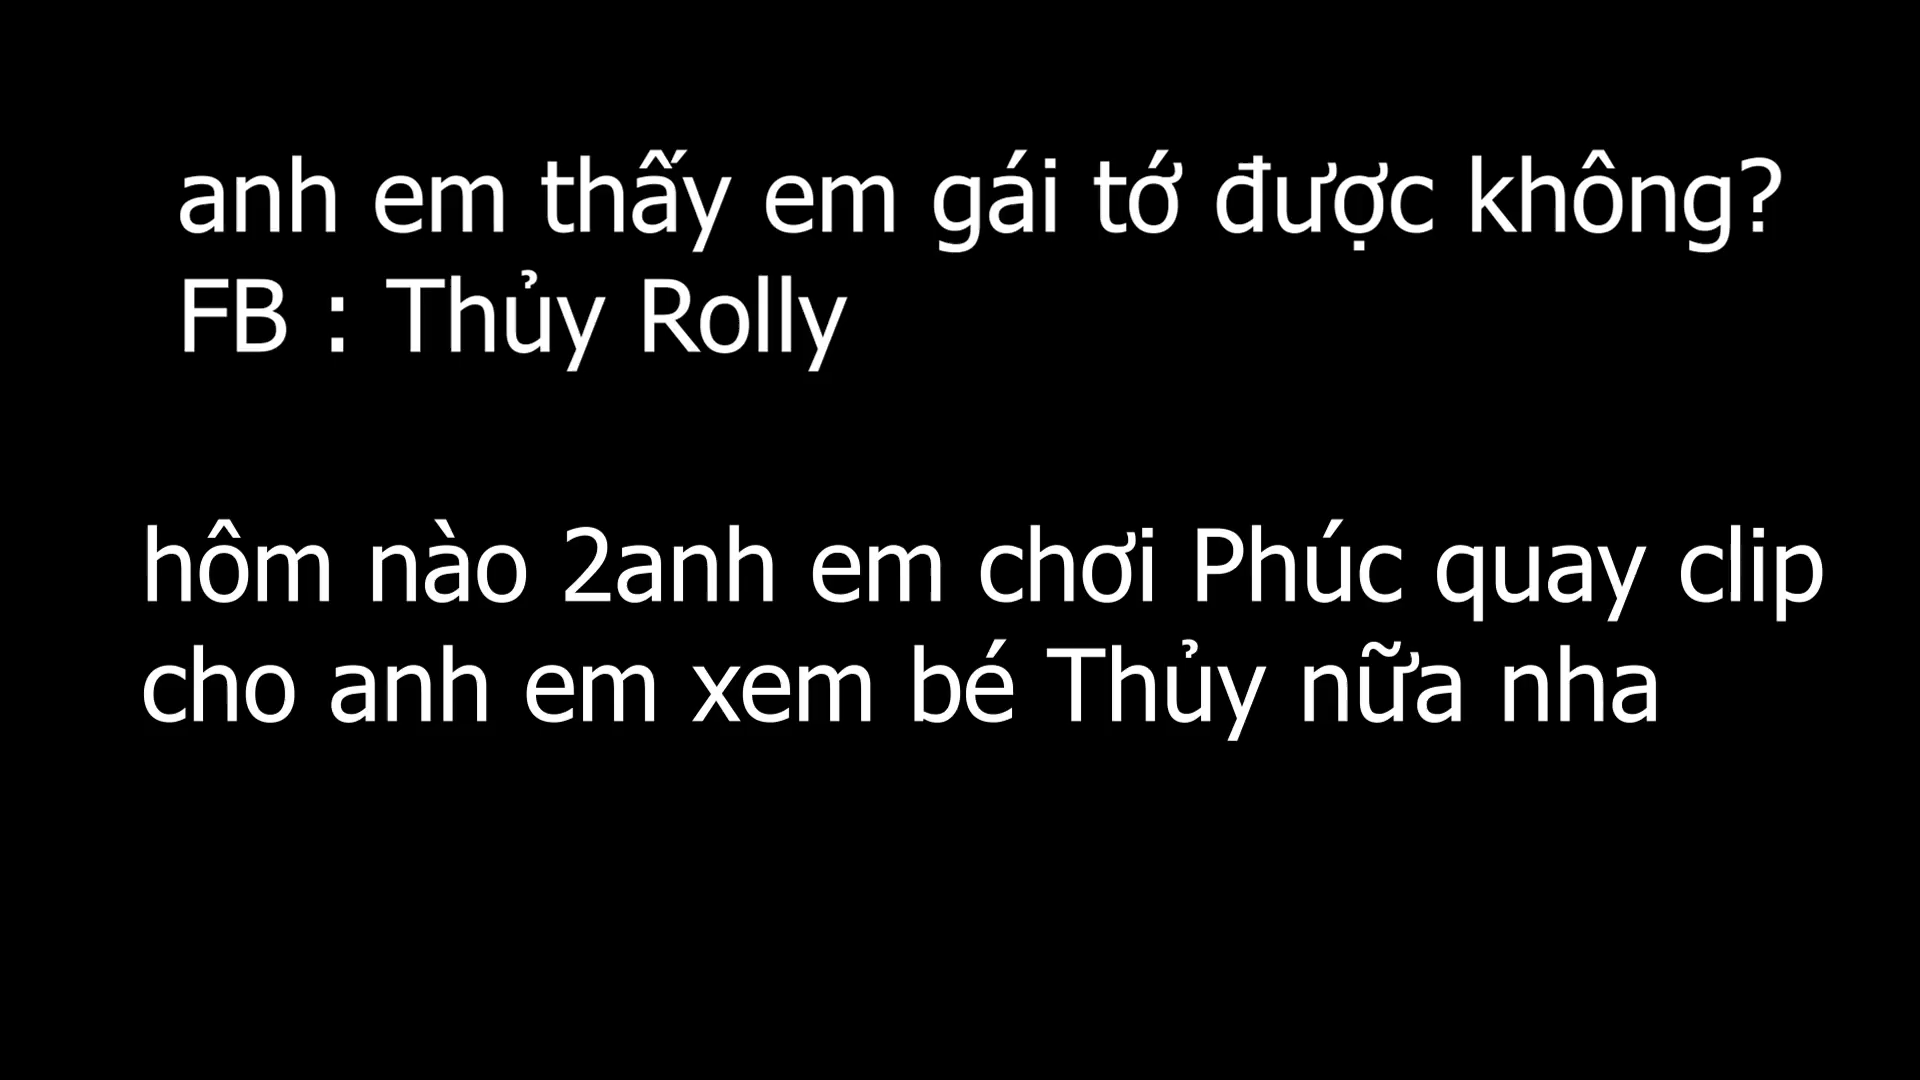 anh em thấy em gái tớ được không?
FB : Thủy Rolly
hôm nào 2anh em chơi Phúc quay clip
cho anh em xem bé Thủy nữa nha